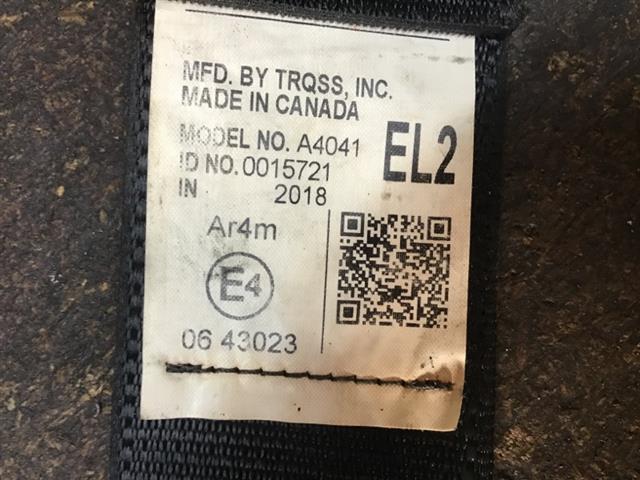 MFD. BY TRQSS, INC.
MADE IN CANADA
MODEL NO. A4041
ID NO. 0015721
IN 2018
EL2
Ar4m
E4
06 43023